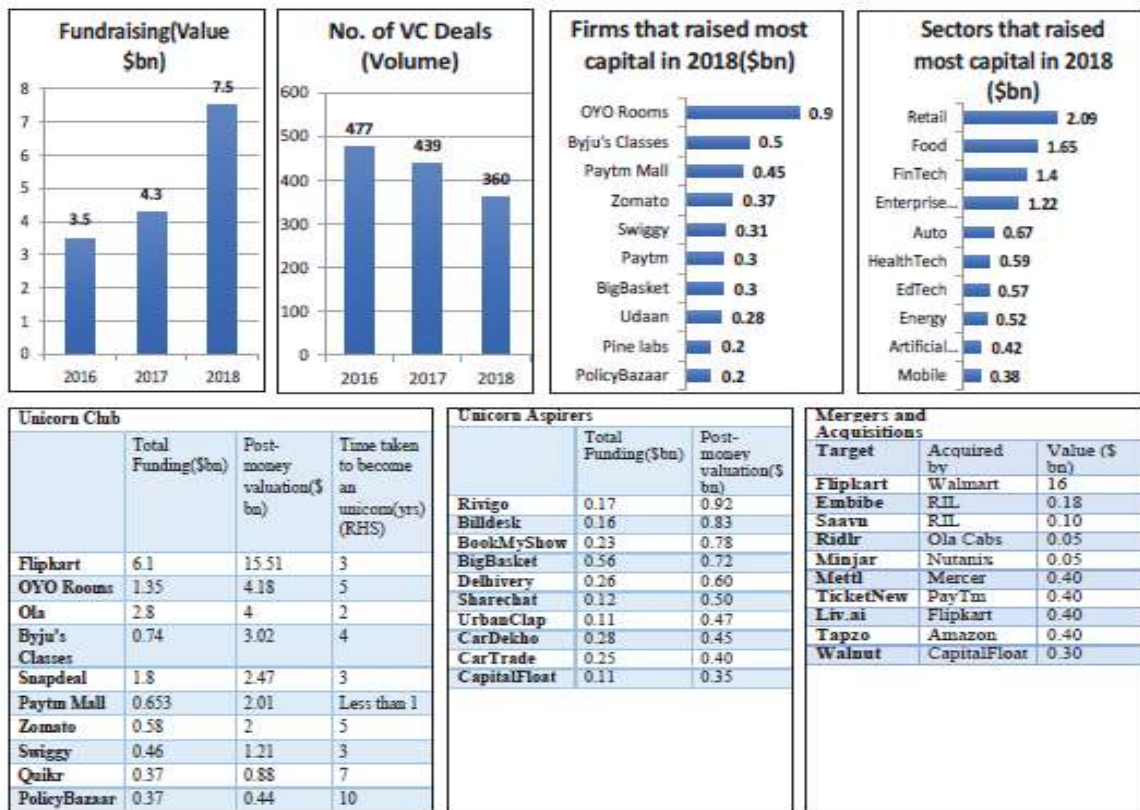 Fundraising(Value
$bn)
8
7
6
5
4
3
2
1
0
3.5
4.3
7.5
2016
2017
2018
No. of VC Deals
(Volume)
600
500
400
300
200
100
0
477
439
360
2016
2017
2018
Firms that raised most
capital in 2018($bn)
OYO Rooms 0.9
Byju's Classes 0.5
Paytm Mall 0.45
Zomato 0.37
Swiggy 0.31
Paytm 0.3
BigBasket 0.3
Udaan 0.28
Pine labs 0.2
PolicyBazaar 0.2
Sectors that raised
most capital in 2018
($bn)
Retail 2.09
Food 1.65
FinTech 1.4
Enterprise... 1.22
Auto 0.67
HealthTech 0.59
EdTech 0.57
Energy 0.52
Artificial... 0.42
Mobile 0.38
Unicorn Club
Total
Funding($bn)
Post-
money
valuation($
bn)
Time taken
to become
an
unicorn(yrs)
(RHS)
Flipkart 6.1 15.51 3
OYO Rooms 1.35 4.18 5
Ola 2.8 4 2
Byju's 0.74 3.02 4
Classes
Snapdeal 1.8 2.47 3
Paytm Mall 0.653 2.01 Less than 1
Zomato 0.58 2 5
Swiggy 0.46 1.21 3
Quikr 0.37 0.88 7
PolicyBazaar 0.37 0.44 10
Unicorn Aspirers
Total
Funding($bn)
Post-
money
valuation($
bn)
Rivigo 0.17 0.92
Billdesk 0.16 0.83
BookMyShow 0.23 0.78
BigBasket 0.56 0.72
Delhivery 0.26 0.60
Sharechat 0.12 0.50
UrbanClap 0.11 0.47
CarDekho 0.28 0.45
CarTrade 0.25 0.40
CapitalFloat 0.11 0.35
Mergers and
Acquisitions
Target Acquired Value ($
by bn)
Flipkart Walmart 16
Embibe RIL 0.18
Saavn RIL 0.10
Ridlr Ola Cabs 0.05
Minjar Nutanix 0.05
Mettl Mercer 0.40
TicketNew PayTm 0.40
Liv.ai Flipkart 0.40
Tapzo Amazon 0.40
Walnut CapitalFloat 0.30